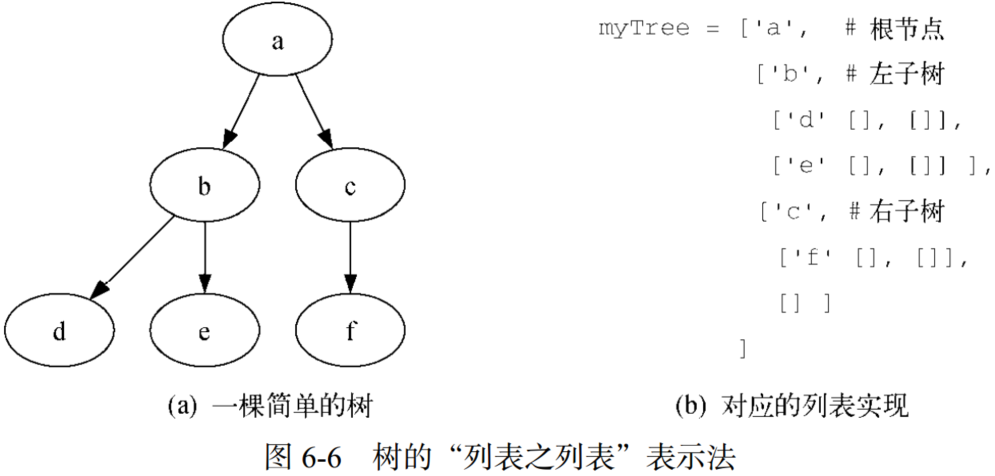 a
b
c
d
e
f
(a) 一棵简单的树
myTree = ['a', # 根节点
['b', # 左子树
['d' [], []],
['e' [], []] ],
['c', # 右子树
['f' [], []],
[] ]
]
(b) 对应的列表实现
图 6-6 树的“列表之列表”表示法